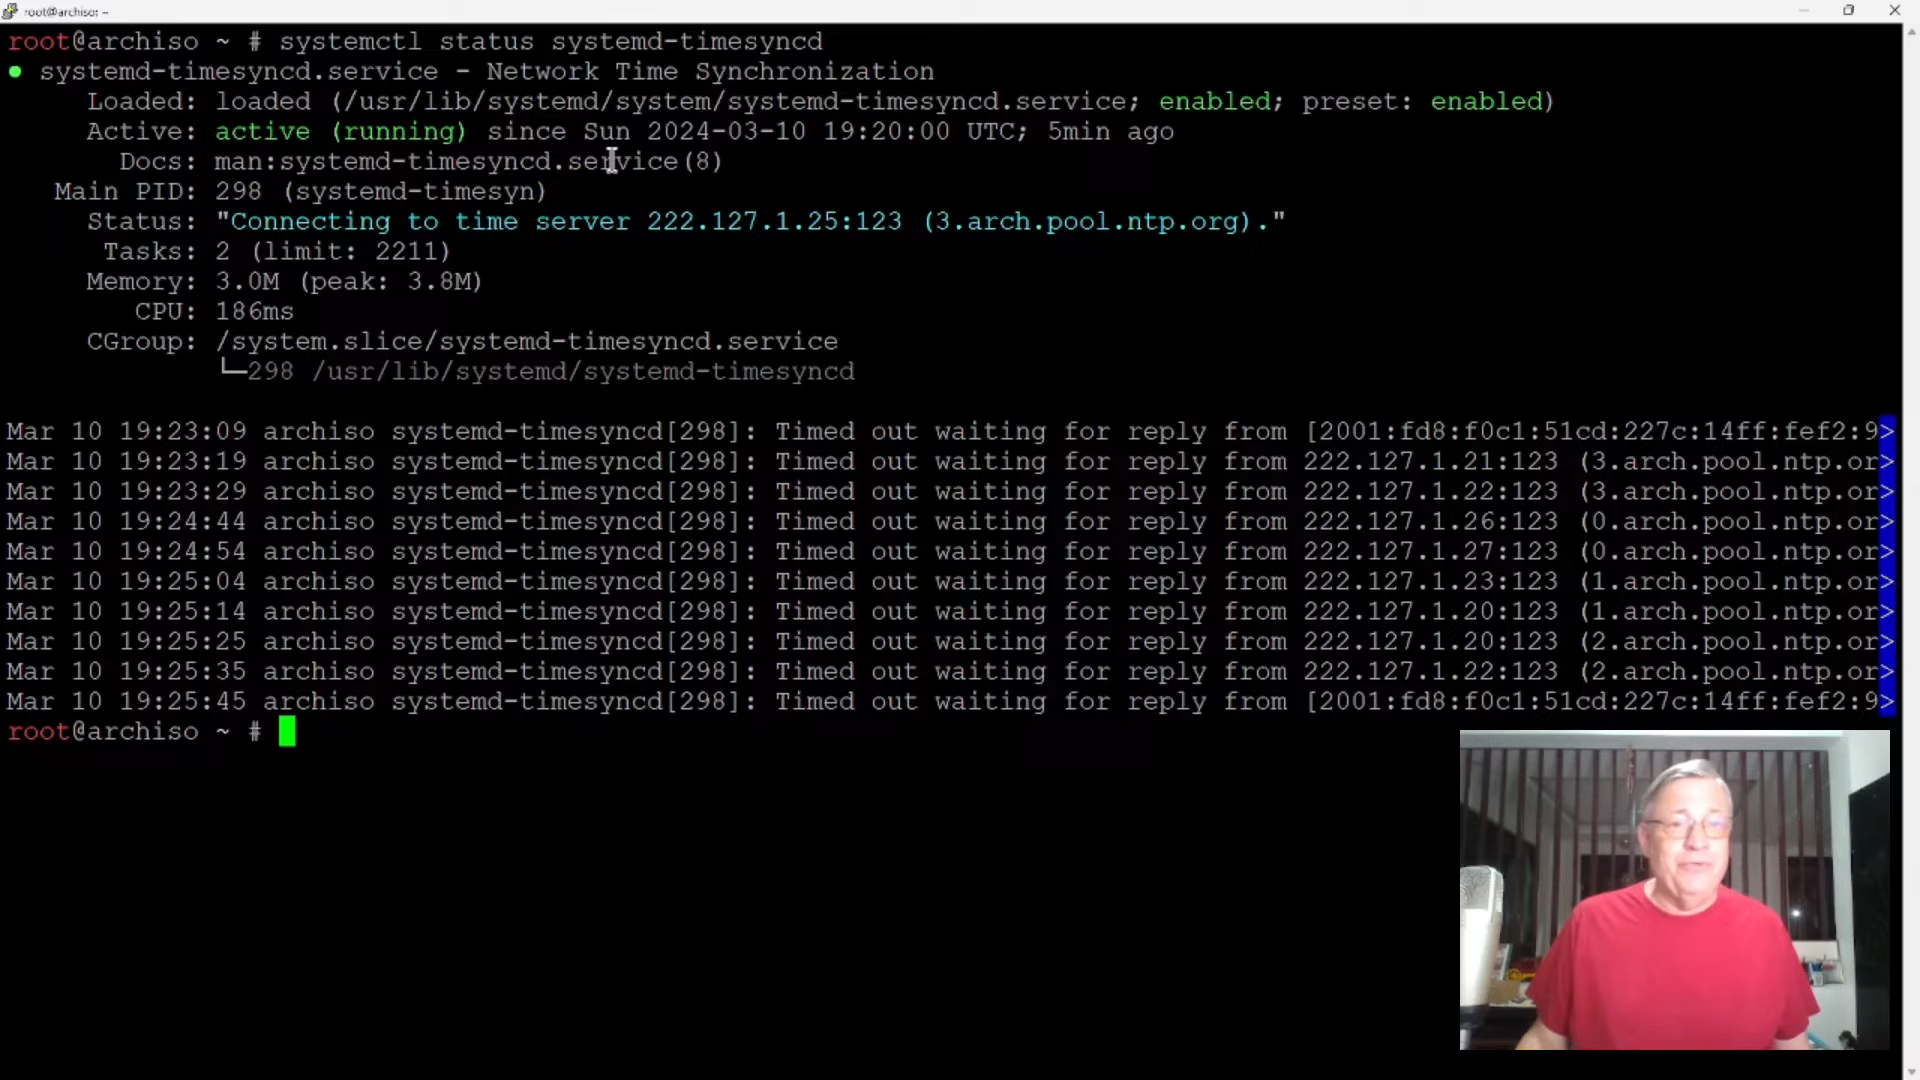 root@archiso: ~
root@archiso ~ # systemctl status systemd-timesyncd
● systemd-timesyncd.service - Network Time Synchronization
Loaded: loaded (/usr/lib/systemd/system/systemd-timesyncd.service; enabled; preset: enabled)
Active: active (running) since Sun 2024-03-10 19:20:00 UTC; 5min ago
Docs: man:systemd-timesyncd.service(8)
Main PID: 298 (systemd-timesyn)
Status: "Connecting to time server 222.127.1.25:123 (3.arch.pool.ntp.org)."
Tasks: 2 (limit: 2211)
Memory: 3.0M (peak: 3.8M)
CPU: 186ms
CGroup: /system.slice/systemd-timesyncd.service
└─298 /usr/lib/systemd/systemd-timesyncd
Mar 10 19:23:09 archiso systemd-timesyncd[298]: Timed out waiting for reply from [2001:fd8:f0c1:51cd:227c:14ff:fef2:9>
Mar 10 19:23:19 archiso systemd-timesyncd[298]: Timed out waiting for reply from 222.127.1.21:123 (3.arch.pool.ntp.or>
Mar 10 19:23:29 archiso systemd-timesyncd[298]: Timed out waiting for reply from 222.127.1.22:123 (3.arch.pool.ntp.or>
Mar 10 19:24:44 archiso systemd-timesyncd[298]: Timed out waiting for reply from 222.127.1.26:123 (0.arch.pool.ntp.or>
Mar 10 19:24:54 archiso systemd-timesyncd[298]: Timed out waiting for reply from 222.127.1.27:123 (0.arch.pool.ntp.or>
Mar 10 19:25:04 archiso systemd-timesyncd[298]: Timed out waiting for reply from 222.127.1.23:123 (1.arch.pool.ntp.or>
Mar 10 19:25:14 archiso systemd-timesyncd[298]: Timed out waiting for reply from 222.127.1.20:123 (1.arch.pool.ntp.or>
Mar 10 19:25:25 archiso systemd-timesyncd[298]: Timed out waiting for reply from 222.127.1.20:123 (2.arch.pool.ntp.or>
Mar 10 19:25:35 archiso systemd-timesyncd[298]: Timed out waiting for reply from 222.127.1.22:123 (2.arch.pool.ntp.or>
Mar 10 19:25:45 archiso systemd-timesyncd[298]: Timed out waiting for reply from [2001:fd8:f0c1:51cd:227c:14ff:fef2:9>
root@archiso ~ #